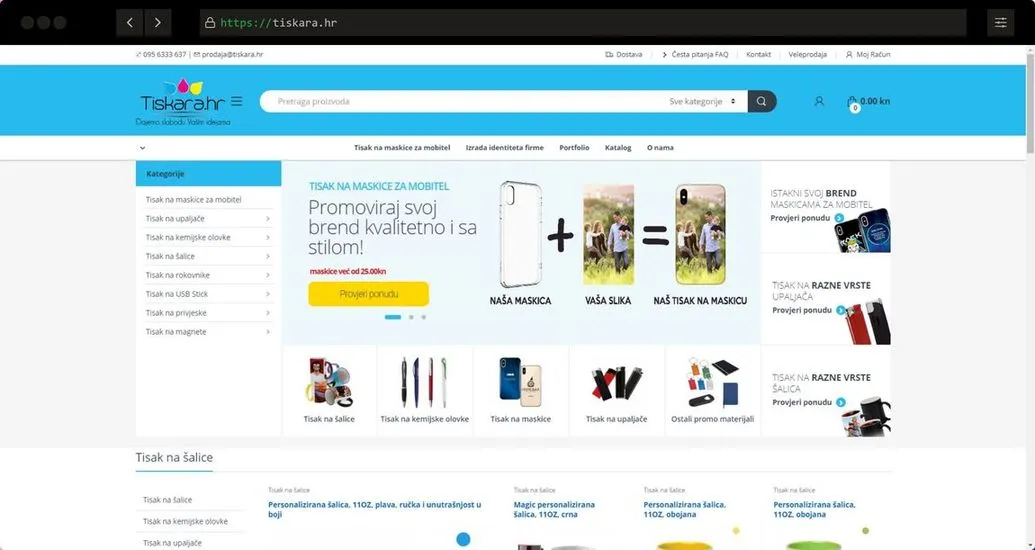 https://tiskara.hr
095 6333 637 | prodaja@tiskara.hr
Dostava
Česta pitanja FAQ
Kontakt
Veleprodaja
Moj Račun
Tiskara.hr
Dajemo slobodu Vašim idejama
Pretraga proizvoda
Sve kategorije
0
0.00 kn
Tisak na maskice za mobitel
Izrada identiteta firme
Portfolio
Katalog
O nama
Kategorije
Tisak na maskice za mobitel
Tisak na upaljače
Tisak na kemijske olovke
Tisak na šalice
Tisak na rokovnike
Tisak na USB Stick
Tisak na privjeske
Tisak na magnete
TISAK NA MASKICE ZA MOBITEL
Promoviraj svoj
brend kvalitetno i sa
stilom!
maskice već od 25.00kn
Provjeri ponudu
+
=
NAŠA MASKICA
VAŠA SLIKA
NAŠ TISAK NA MASKICU
ISTAKNI SVOJ BREND
MASKICAMA ZA MOBITEL
Provjeri ponudu
TISAK NA RAZNE VRSTE
UPALJAČA
Provjeri ponudu
TISAK NA RAZNE VRSTE
ŠALICA
Provjeri ponudu
Tisak na šalice
Tisak na kemijske olovke
Tisak na maskice
Tisak na upaljače
Ostali promo materijali
Tisak na šalice
Tisak na šalice
Tisak na kemijske olovke
Tisak na upaljače
Tisak na šalice
Personalizirana šalica, 11OZ, plava, ručka i unutrašnjost u
boji
Tisak na šalice
Magic personalizirana
šalica, 11OZ, crna
Tisak na šalice
Personalizirana šalica,
11OZ, obojana
Tisak na šalice
Personalizirana šalica,
11OZ, obojana